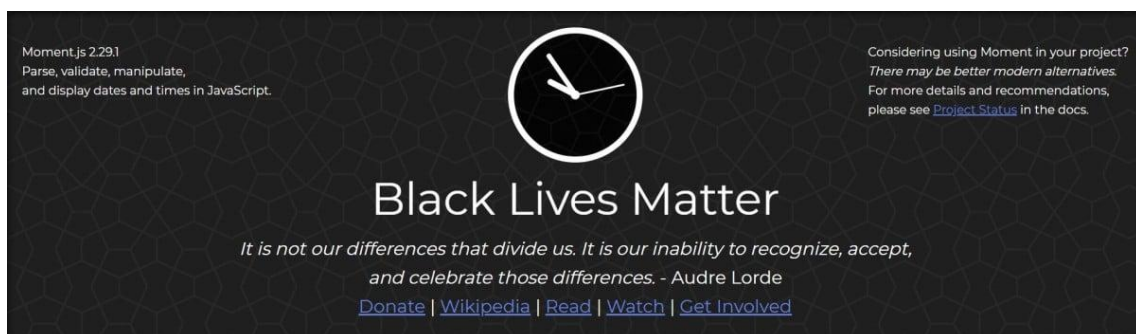 Moment.js 2.29.1
Parse, validate, manipulate,
and display dates and times in JavaScript.
Considering using Moment in your project?
There may be better modern alternatives.
For more details and recommendations,
please see Project Status in the docs.
Black Lives Matter
It is not our differences that divide us. It is our inability to recognize, accept,
and celebrate those differences. - Audre Lorde
Donate | Wikipedia | Read | Watch | Get Involved